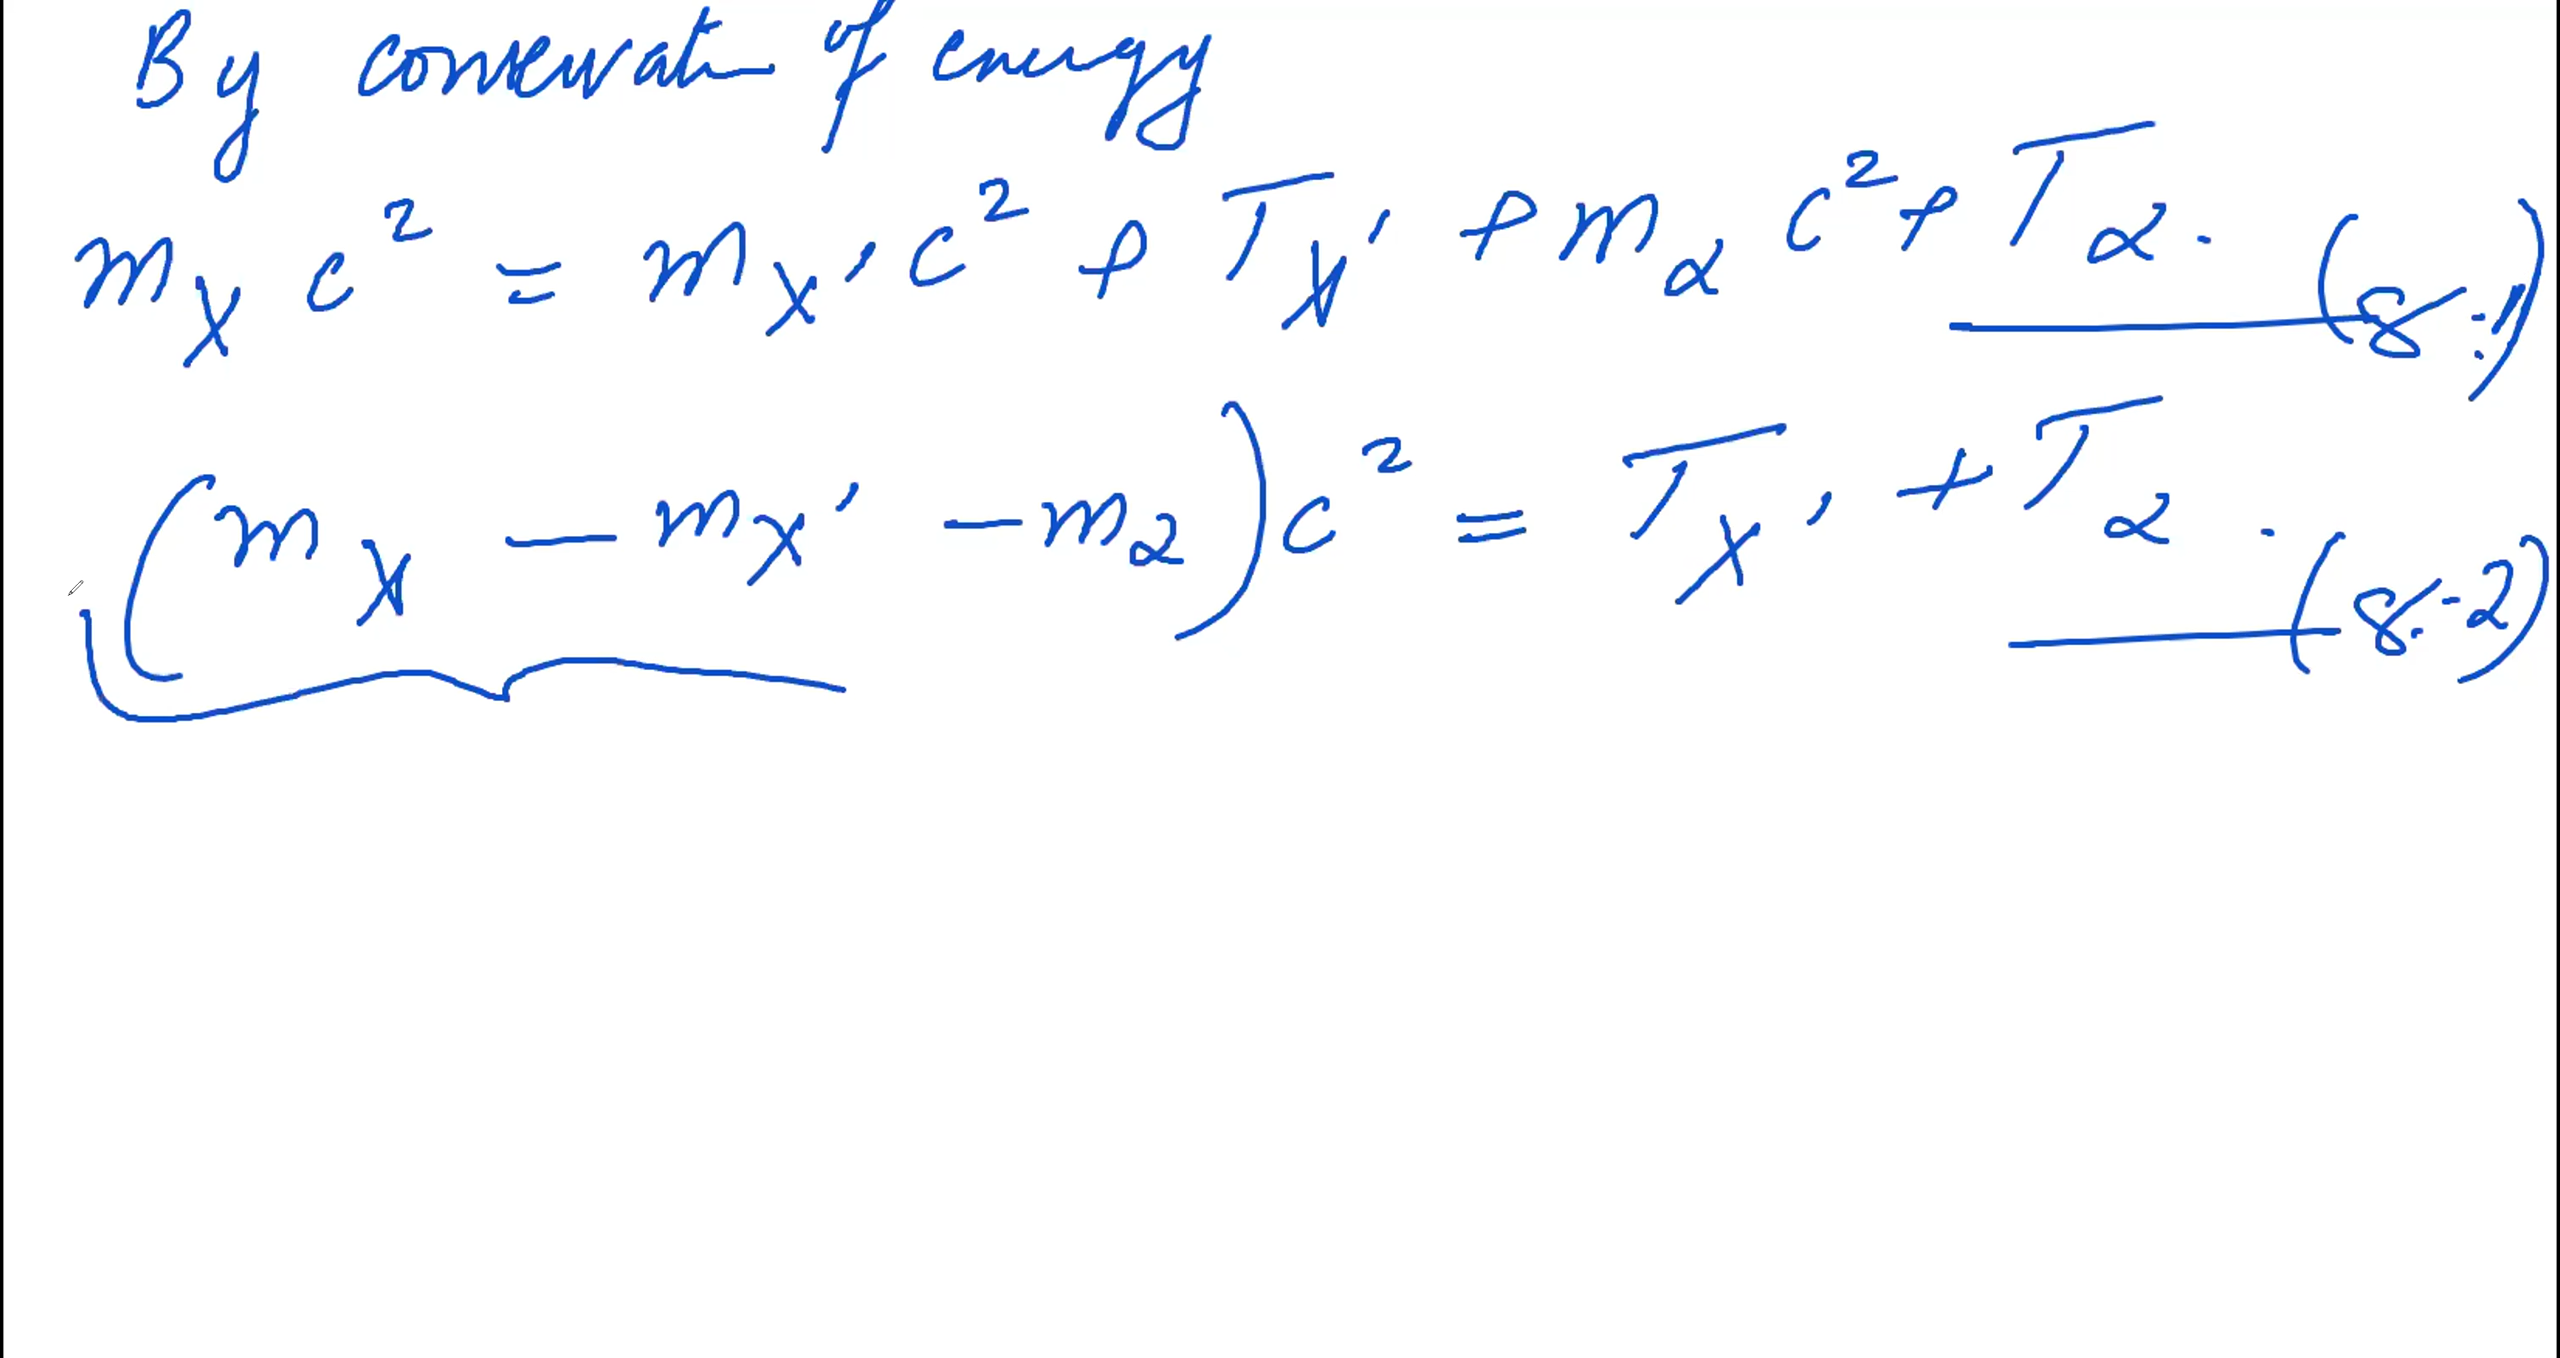 By conservatn of energy
m_X c² = m_X' c² + T_X' + m_α c² + T_α. (8.1)
(m_X − m_X' − m_α) c² = T_X' + T_α. (8.2)